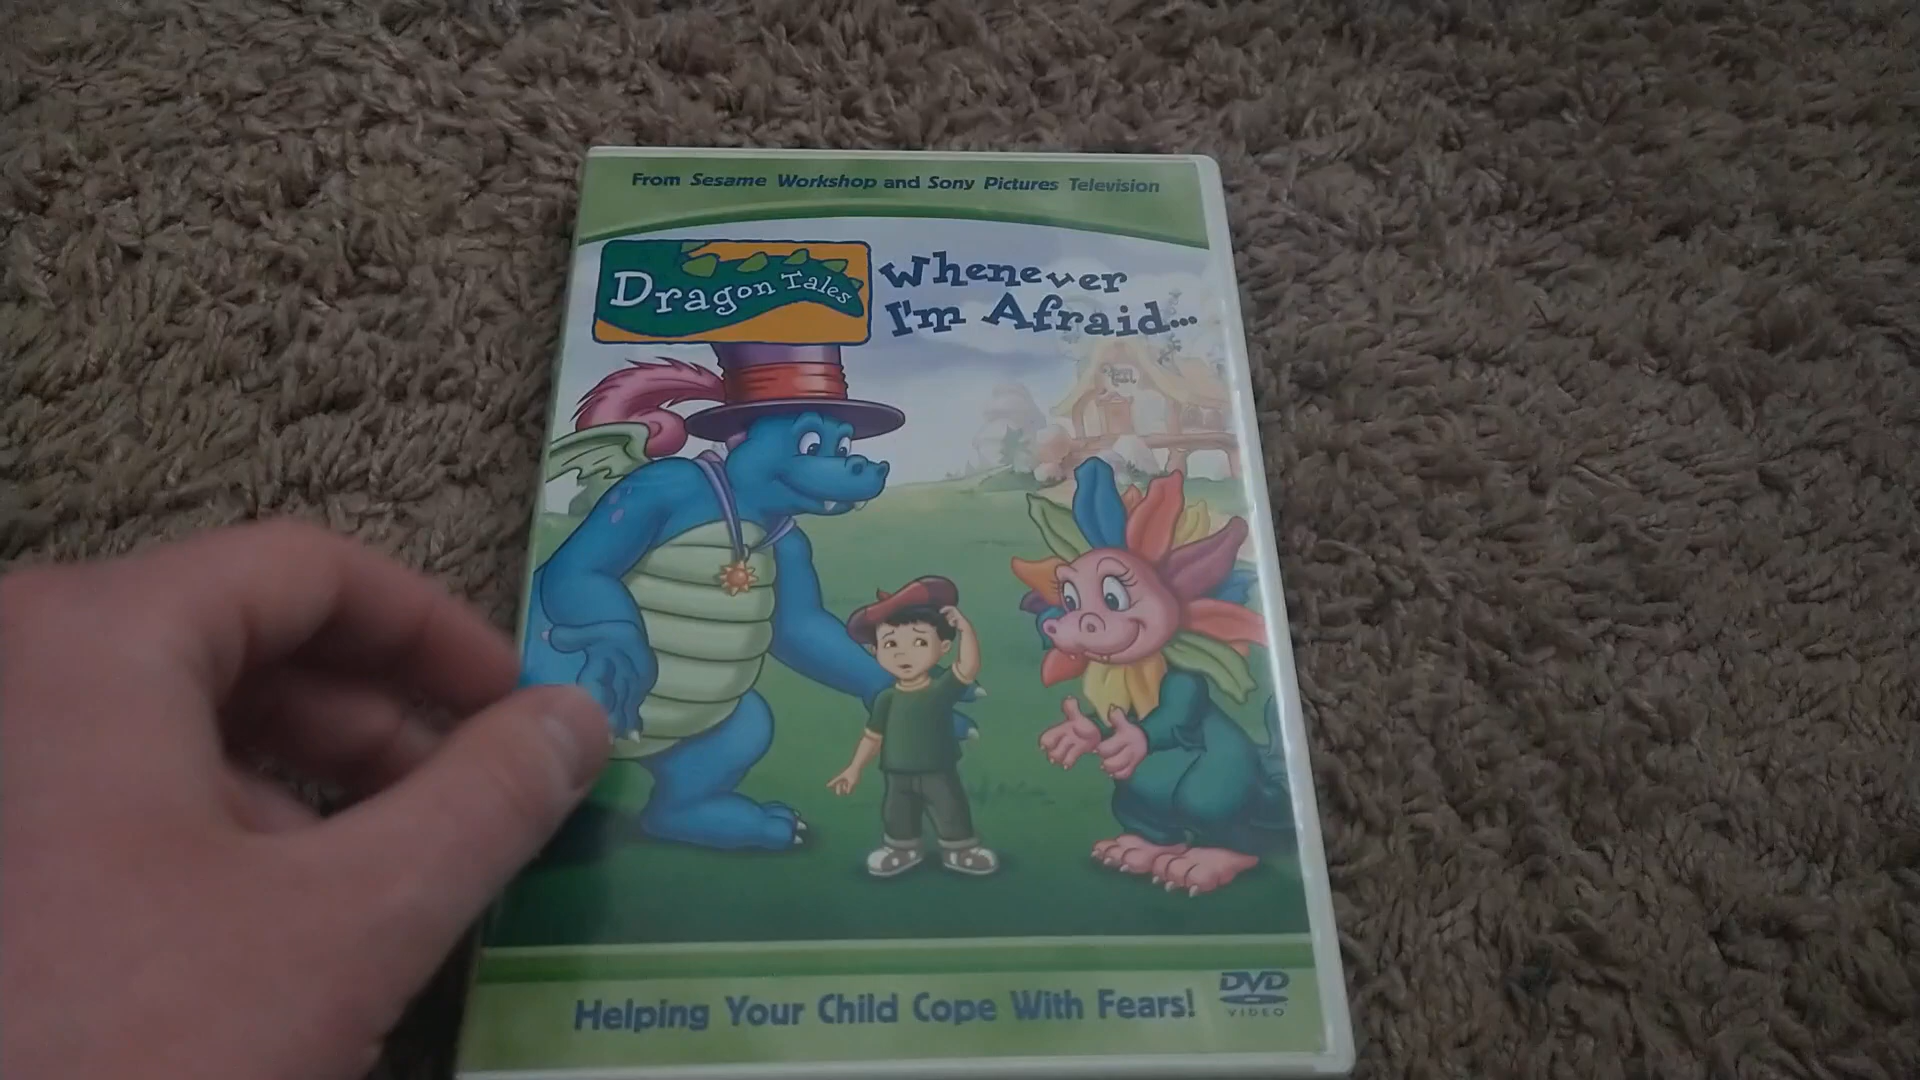 From Sesame Workshop and Sony Pictures Television
Dragon Tales
Whenever
I'm Afraid...
Helping Your Child Cope With Fears!
DVD
VIDEO